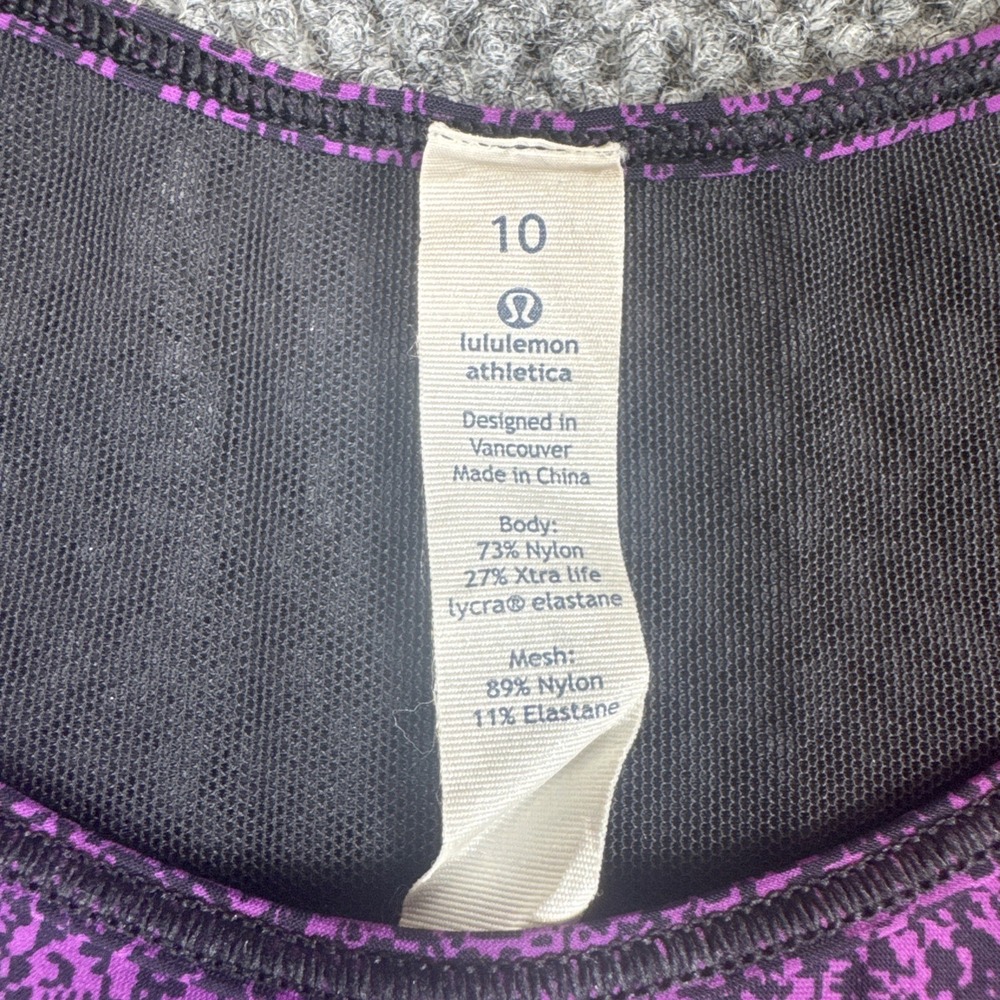 10
lululemon
athletica
Designed in
Vancouver
Made in China
Body:
73% Nylon
27% Xtra life
lycra® elastane
Mesh:
89% Nylon
11% Elastane